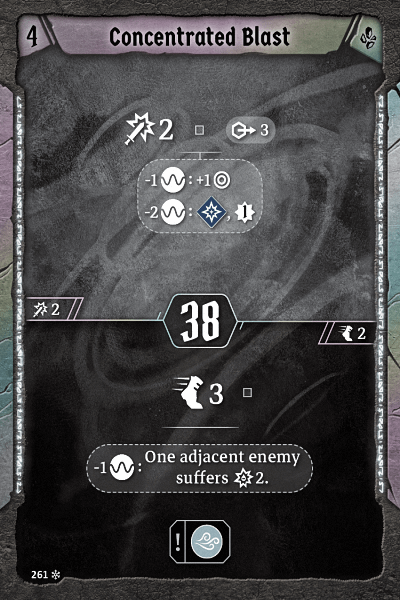 4 Concentrated Blast
2 3
-1 : +1
-2 : , 1
2
38
2
3
-1 : One adjacent enemy
suffers 2.
!
261